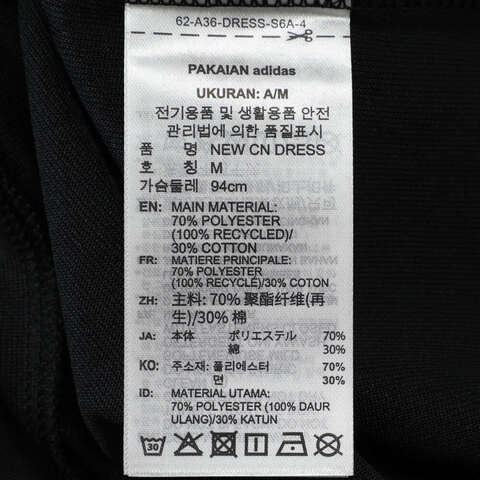 62-A36-DRESS-S6A-4
PAKAIAN adidas
UKURAN: A/M
전기용품 및 생활용품 안전
관리법에 의한 품질표시
품 명 NEW CN DRESS
호 칭 M
가슴둘레 94cm
EN: MAIN MATERIAL:
70% POLYESTER
(100% RECYCLED)/
30% COTTON
FR: MATIERE PRINCIPALE:
70% POLYESTER
(100% RECYCLE)/30% COTON
ZH: 主料: 70% 聚酯纤维(再
生)/30% 棉
JA: 本体 ポリエステル 70%
綿 30%
KO: 주소재: 폴리에스터 70%
면 30%
ID: MATERIAL UTAMA:
70% POLYESTER (100% DAUR
ULANG)/30% KATUN
30